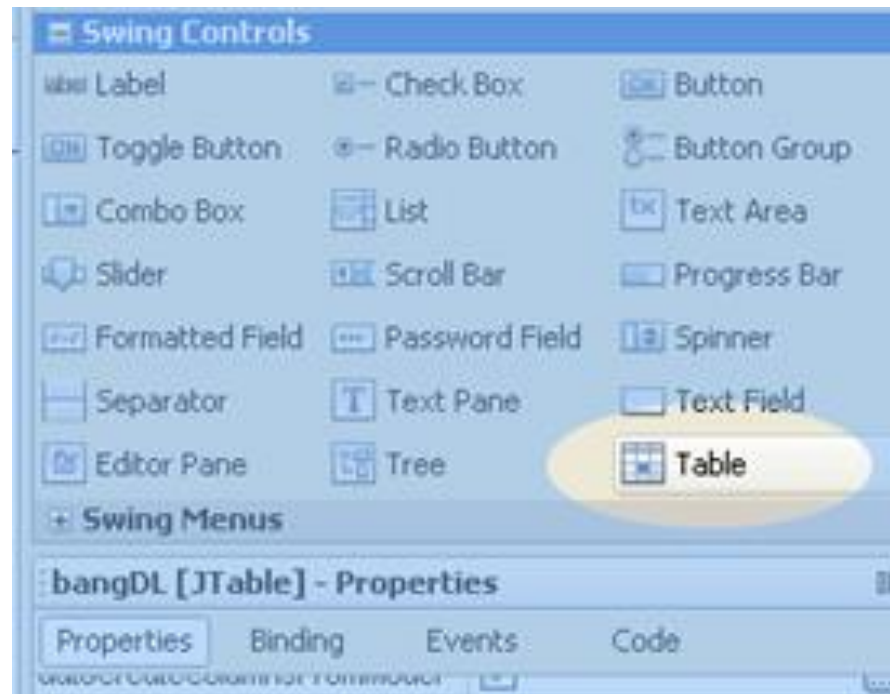 Swing Controls
Label Check Box Button
Toggle Button Radio Button Button Group
Combo Box List Text Area
Slider Scroll Bar Progress Bar
Formatted Field Password Field Spinner
Separator Text Pane Text Field
Editor Pane Tree Table
Swing Menus
bangDL [JTable] - Properties
Properties Binding Events Code